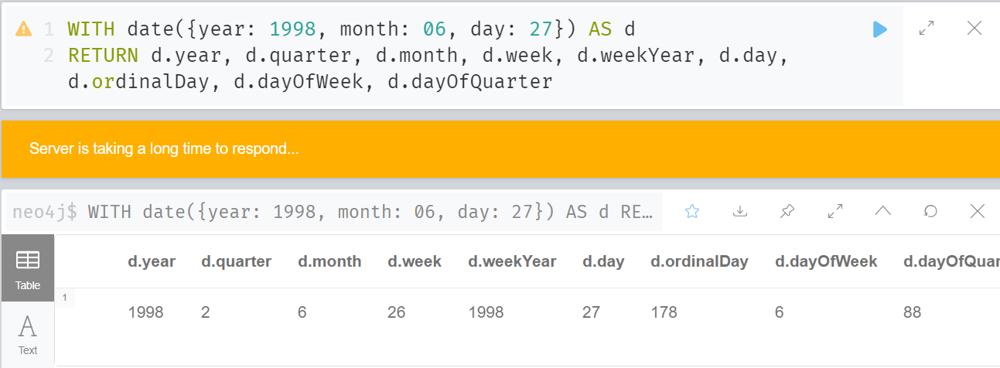 1 WITH date({year: 1998, month: 06, day: 27}) AS d
2 RETURN d.year, d.quarter, d.month, d.week, d.weekYear, d.day,
d.ordinalDay, d.dayOfWeek, d.dayOfQuarter
Server is taking a long time to respond...
neo4j$ WITH date({year: 1998, month: 06, day: 27}) AS d RE…
Table
d.year d.quarter d.month d.week d.weekYear d.day d.ordinalDay d.dayOfWeek d.dayOfQuar
1
1998 2 6 26 1998 27 178 6 88
A
Text